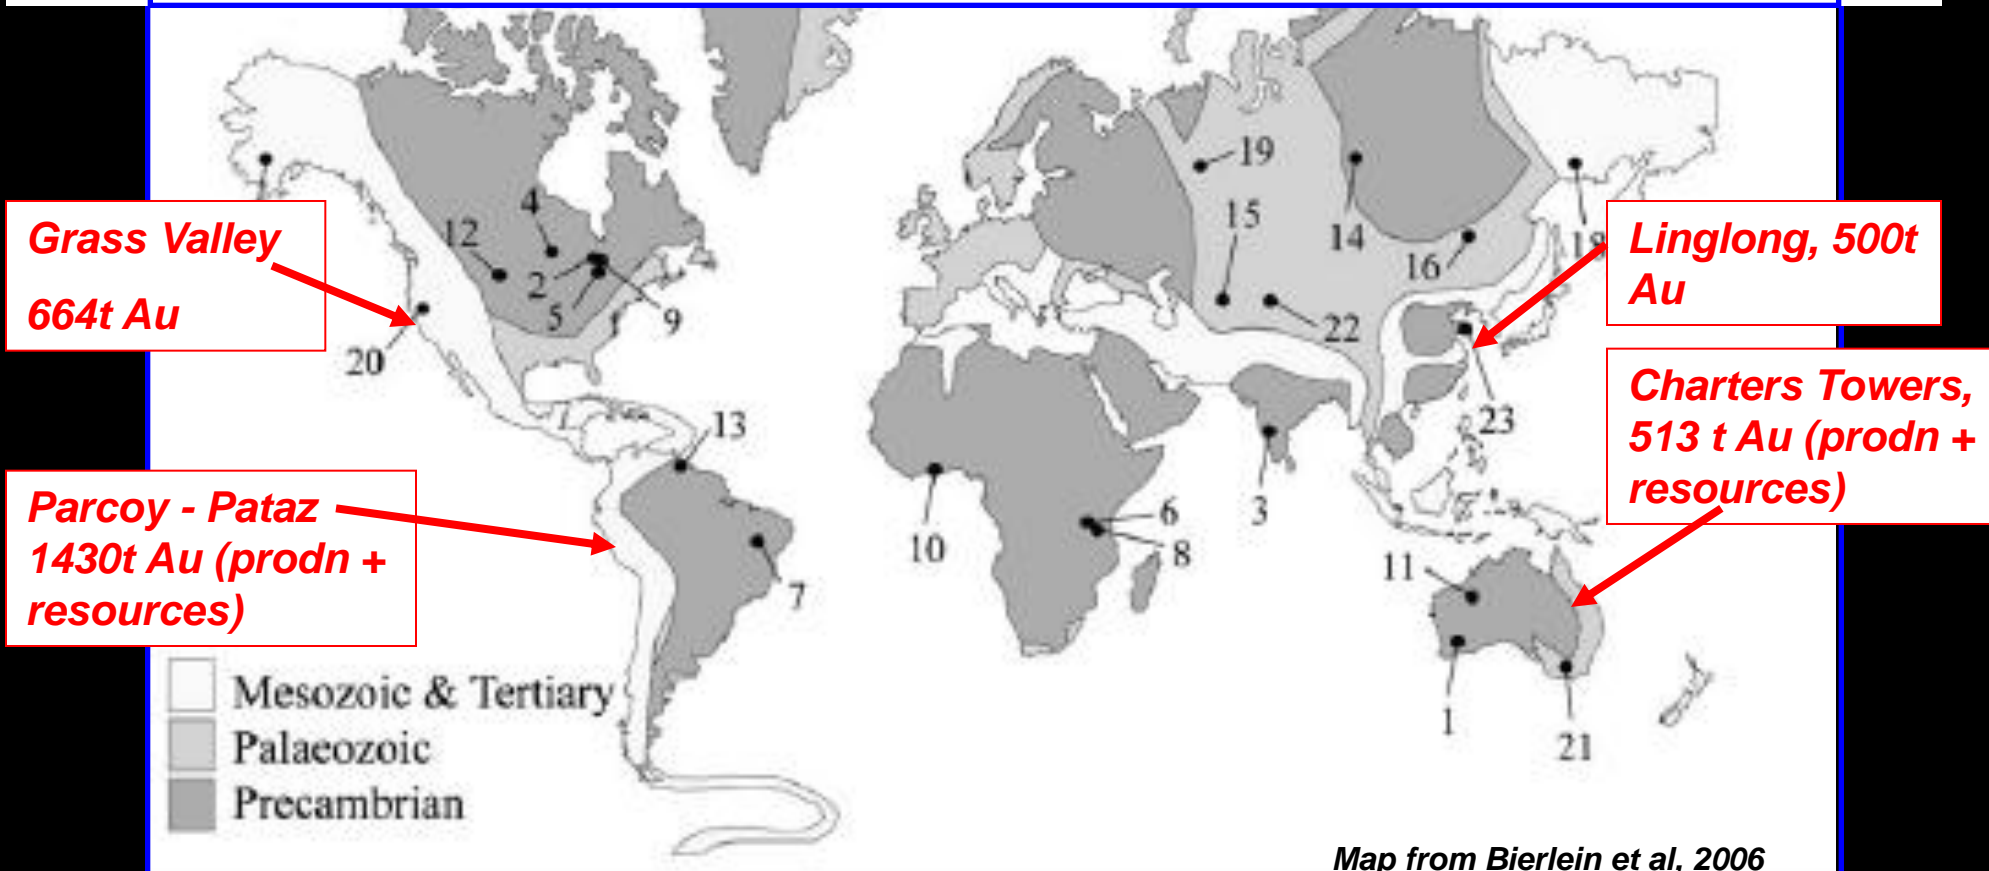 Grass Valley
664t Au
Parcoy - Pataz
1430t Au (prodn +
resources)
Linglong, 500t
Au
Charters Towers,
513 t Au (prodn +
resources)
4
12
2
5
9
20
13
7
19
15
14
16
18
22
23
10
6
8
3
11
1
21
Mesozoic & Tertiary
Palaeozoic
Precambrian
Map from Bierlein et al, 2006